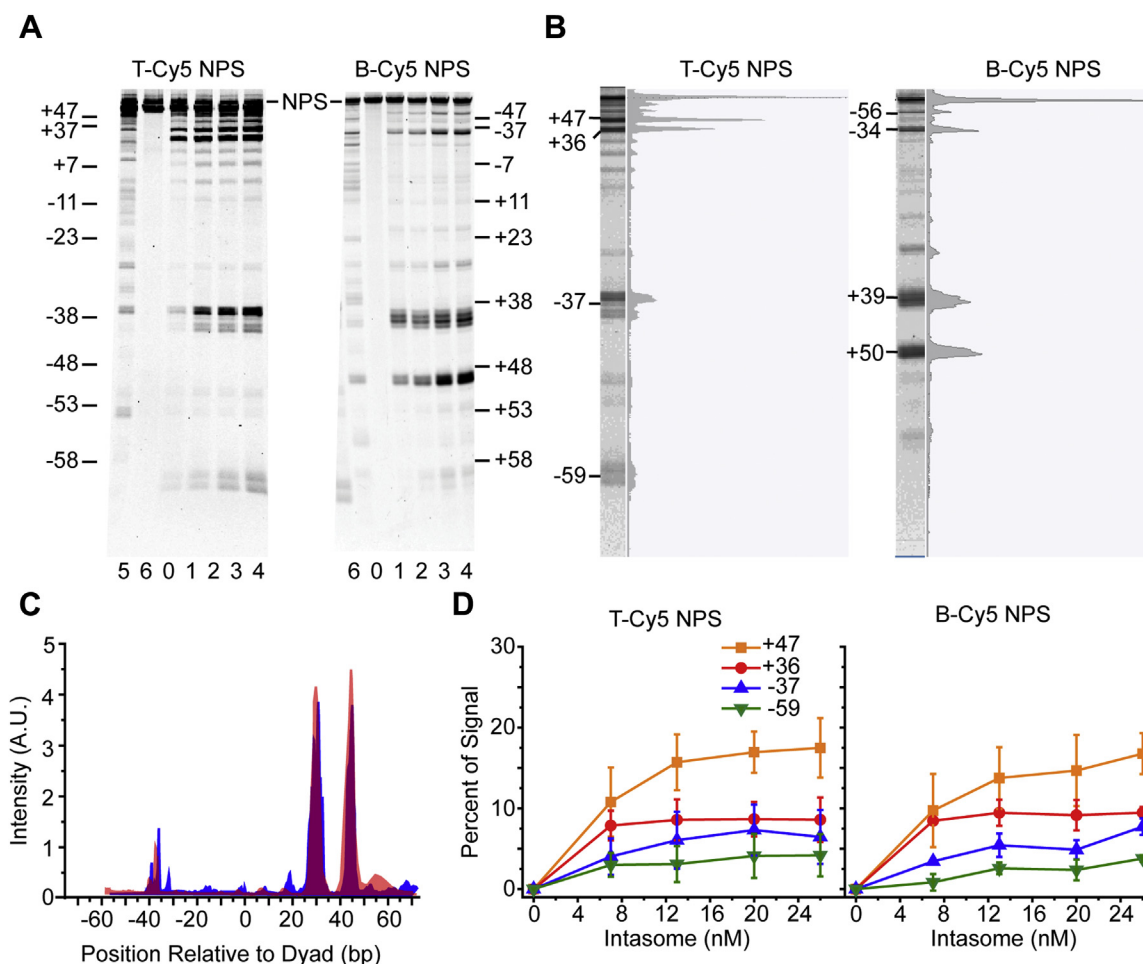 A
T-Cy5 NPS
B-Cy5 NPS
NPS
+47
+37
+7
-11
-23
-38
-48
-53
-58
-47
-37
-7
+11
+23
+38
+48
+53
+58
5 6 0 1 2 3 4
6 0 1 2 3 4
B
T-Cy5 NPS
B-Cy5 NPS
+47
+36
-37
-59
-56
-34
+39
+50
C
5
4
3
2
1
0
Intensity (A.U.)
-60 -40 -20 0 20 40 60
Position Relative to Dyad (bp)
D
T-Cy5 NPS
B-Cy5 NPS
+47
+36
-37
-59
30
20
10
0
Percent of Signal
0 4 8 12 16 20 24
Intasome (nM)
0 4 8 12 16 20 24
Intasome (nM)